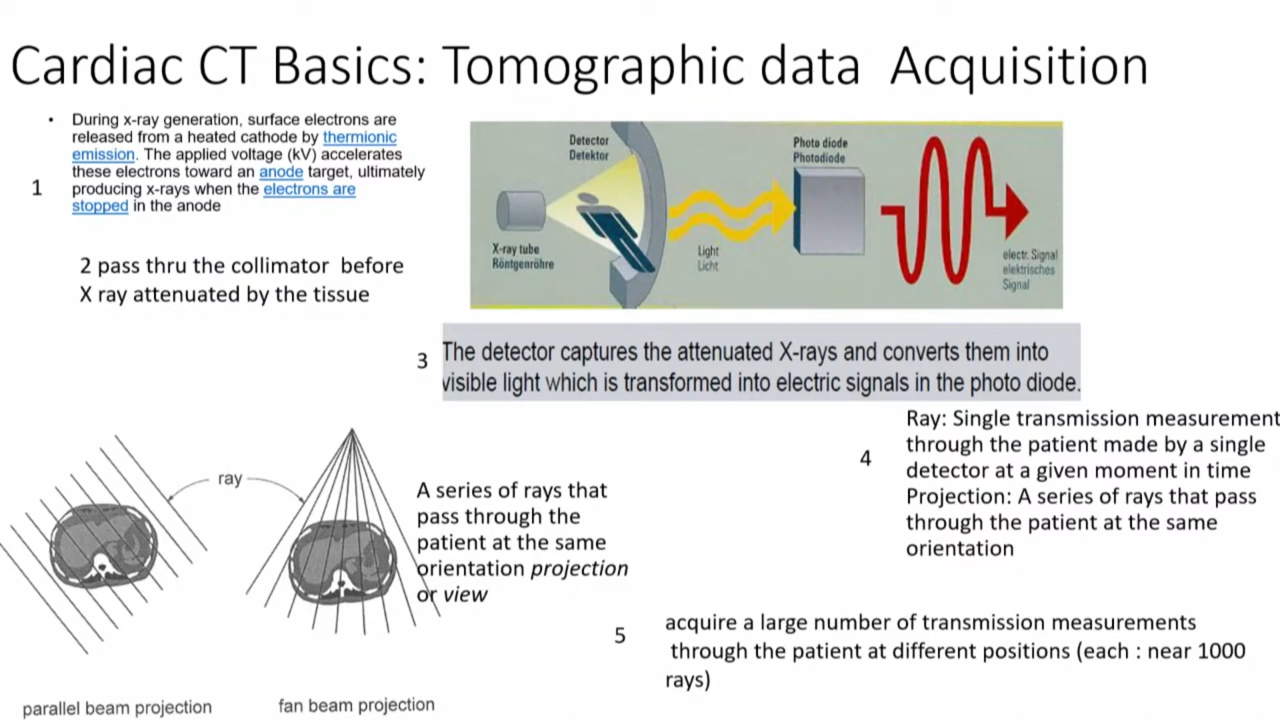 Cardiac CT Basics: Tomographic data Acquisition
• During x-ray generation, surface electrons are
released from a heated cathode by thermionic
emission. The applied voltage (kV) accelerates
these electrons toward an anode target, ultimately
1 producing x-rays when the electrons are
stopped in the anode
2 pass thru the collimator before
X ray attenuated by the tissue
Detector
Detektor
Photo diode
Photodiode
X-ray tube
Röntgenröhre
Light
Licht
electr. Signal
elektrisches
Signal
3 The detector captures the attenuated X-rays and converts them into
visible light which is transformed into electric signals in the photo diode.
4
Ray: Single transmission measurement
through the patient made by a single
detector at a given moment in time
Projection: A series of rays that pass
through the patient at the same
orientation
ray
A series of rays that
pass through the
patient at the same
orientation projection
or view
5 acquire a large number of transmission measurements
through the patient at different positions (each : near 1000
rays)
parallel beam projection
fan beam projection